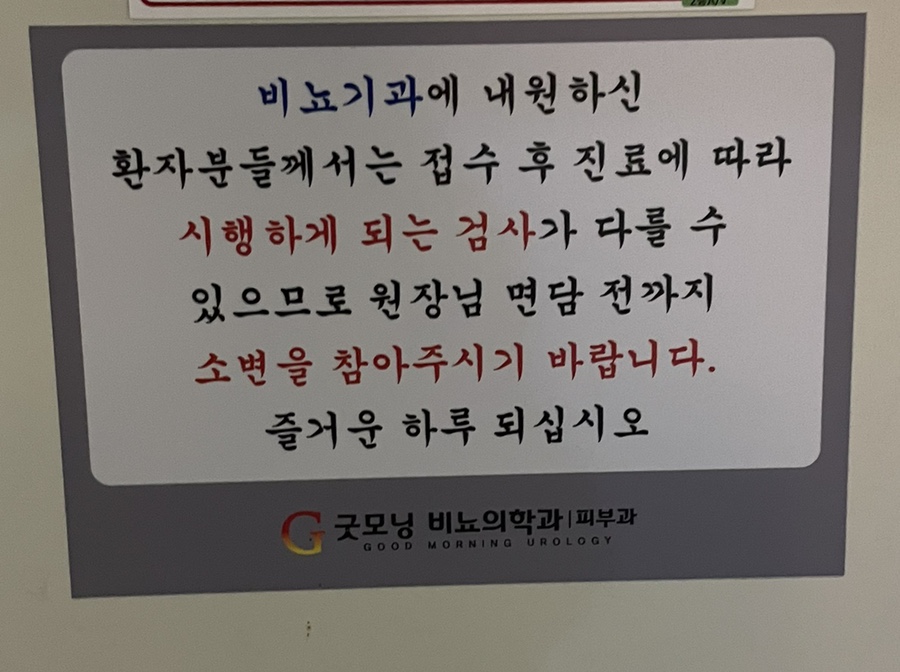 비뇨기과에 내원하신
환자분들께서는 접수 후 진료에 따라
시행하게 되는 검사가 다를 수
있으므로 원장님 면담 전까지
소변을 참아주시기 바랍니다.
즐거운 하루 되십시오
G 굿모닝 비뇨의학과|피부과
GOOD MORNING UROLOGY